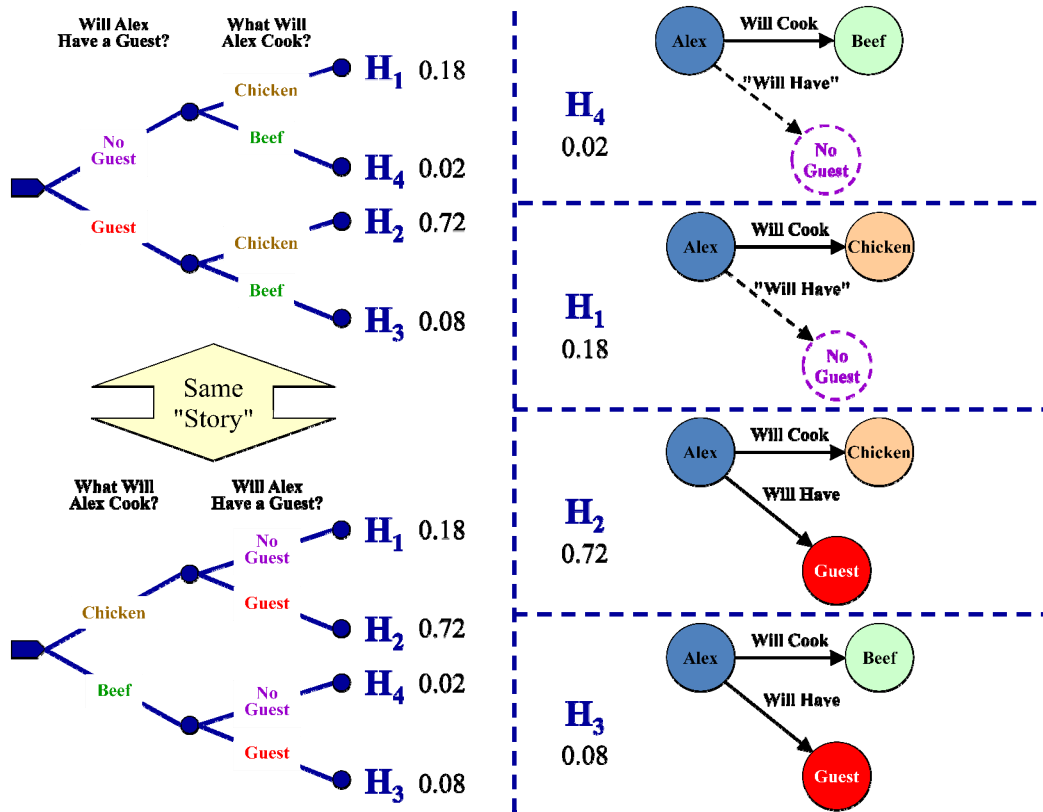 Will Alex
Have a Guest?
What Will
Alex Cook?
No
Guest
Guest
Chicken
Beef
Chicken
Beef
H1 0.18
H4 0.02
H2 0.72
H3 0.08
Same
"Story"
What Will
Alex Cook?
Will Alex
Have a Guest?
Chicken
Beef
No
Guest
Guest
No
Guest
Guest
H1 0.18
H2 0.72
H4 0.02
H3 0.08
H4
0.02
Alex
Will Cook
Beef
"Will Have"
No
Guest
H1
0.18
Alex
Will Cook
Chicken
"Will Have"
No
Guest
H2
0.72
Alex
Will Cook
Chicken
Will Have
Guest
H3
0.08
Alex
Will Cook
Beef
Will Have
Guest